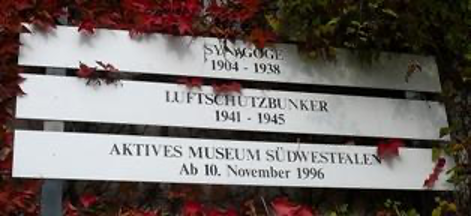 SYNAGOGE
1904 - 1938
LUFTSCHUTZBUNKER
1941 - 1945
AKTIVES MUSEUM SÜDWESTFALEN
Ab 10. November 1996